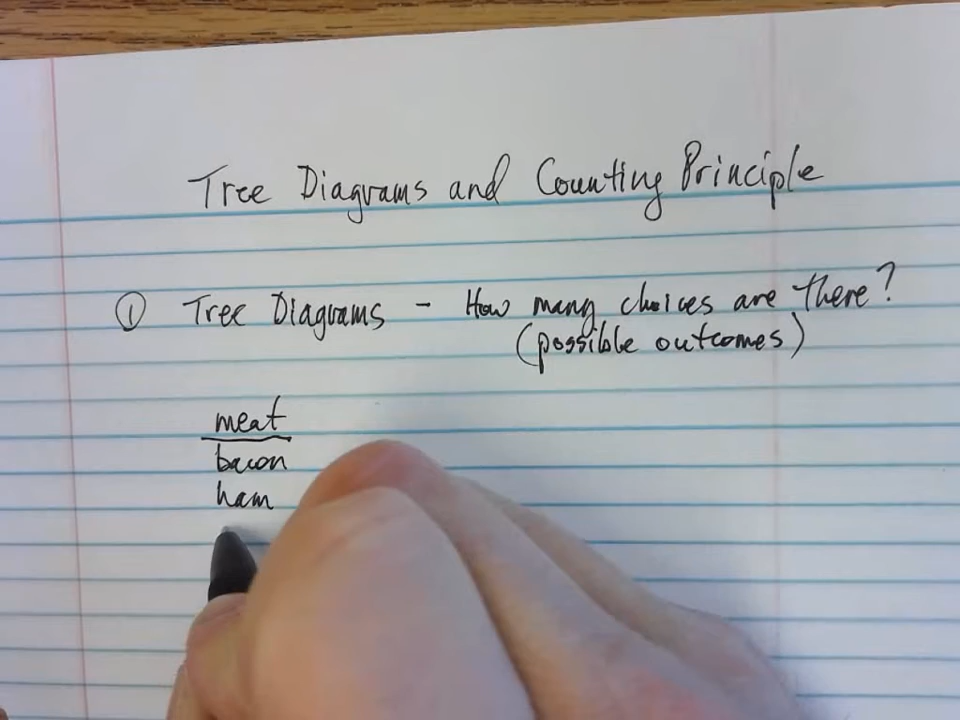 Tree Diagrams and Counting Principle
① Tree Diagrams - How many choices are there?
(possible outcomes)
meat
bacon
ham